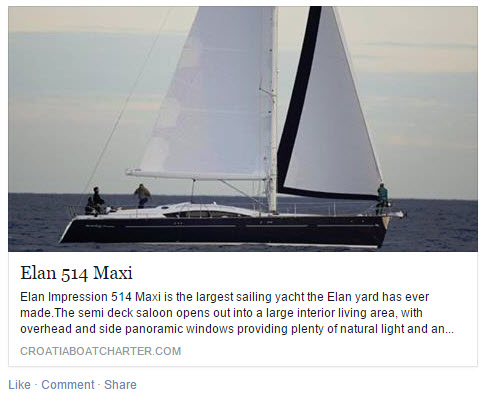 Elan 514 Maxi
Elan Impression 514 Maxi is the largest sailing yacht the Elan yard has ever
made.The semi deck saloon opens out into a large interior living area, with
overhead and side panoramic windows providing plenty of natural light and an...
CROATIABOATCHARTER.COM
Like · Comment · Share